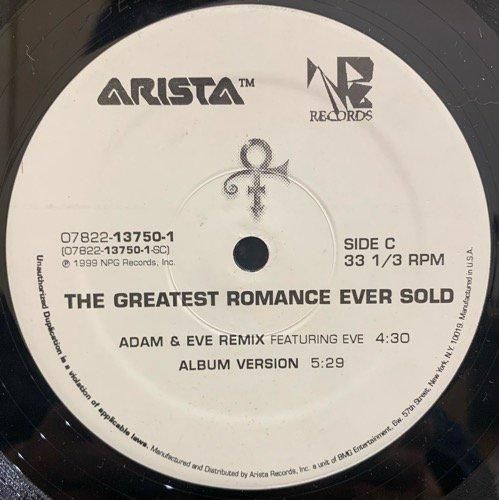 ARISTA™
NPG
RECORDS
07822-13750-1
(07822-13750-1-SC)
℗ 1999 NPG Records, Inc.
SIDE C
33 1/3 RPM
THE GREATEST ROMANCE EVER SOLD
ADAM & EVE REMIX FEATURING EVE 4:30
ALBUM VERSION 5:29
Unauthorized Duplication is a violation of applicable laws. Manufactured and Distributed by Arista Records, Inc. a unit of BMG Entertainment, 6w. 57th Street, New York, N.Y. 10019. Manufactured in U.S.A.